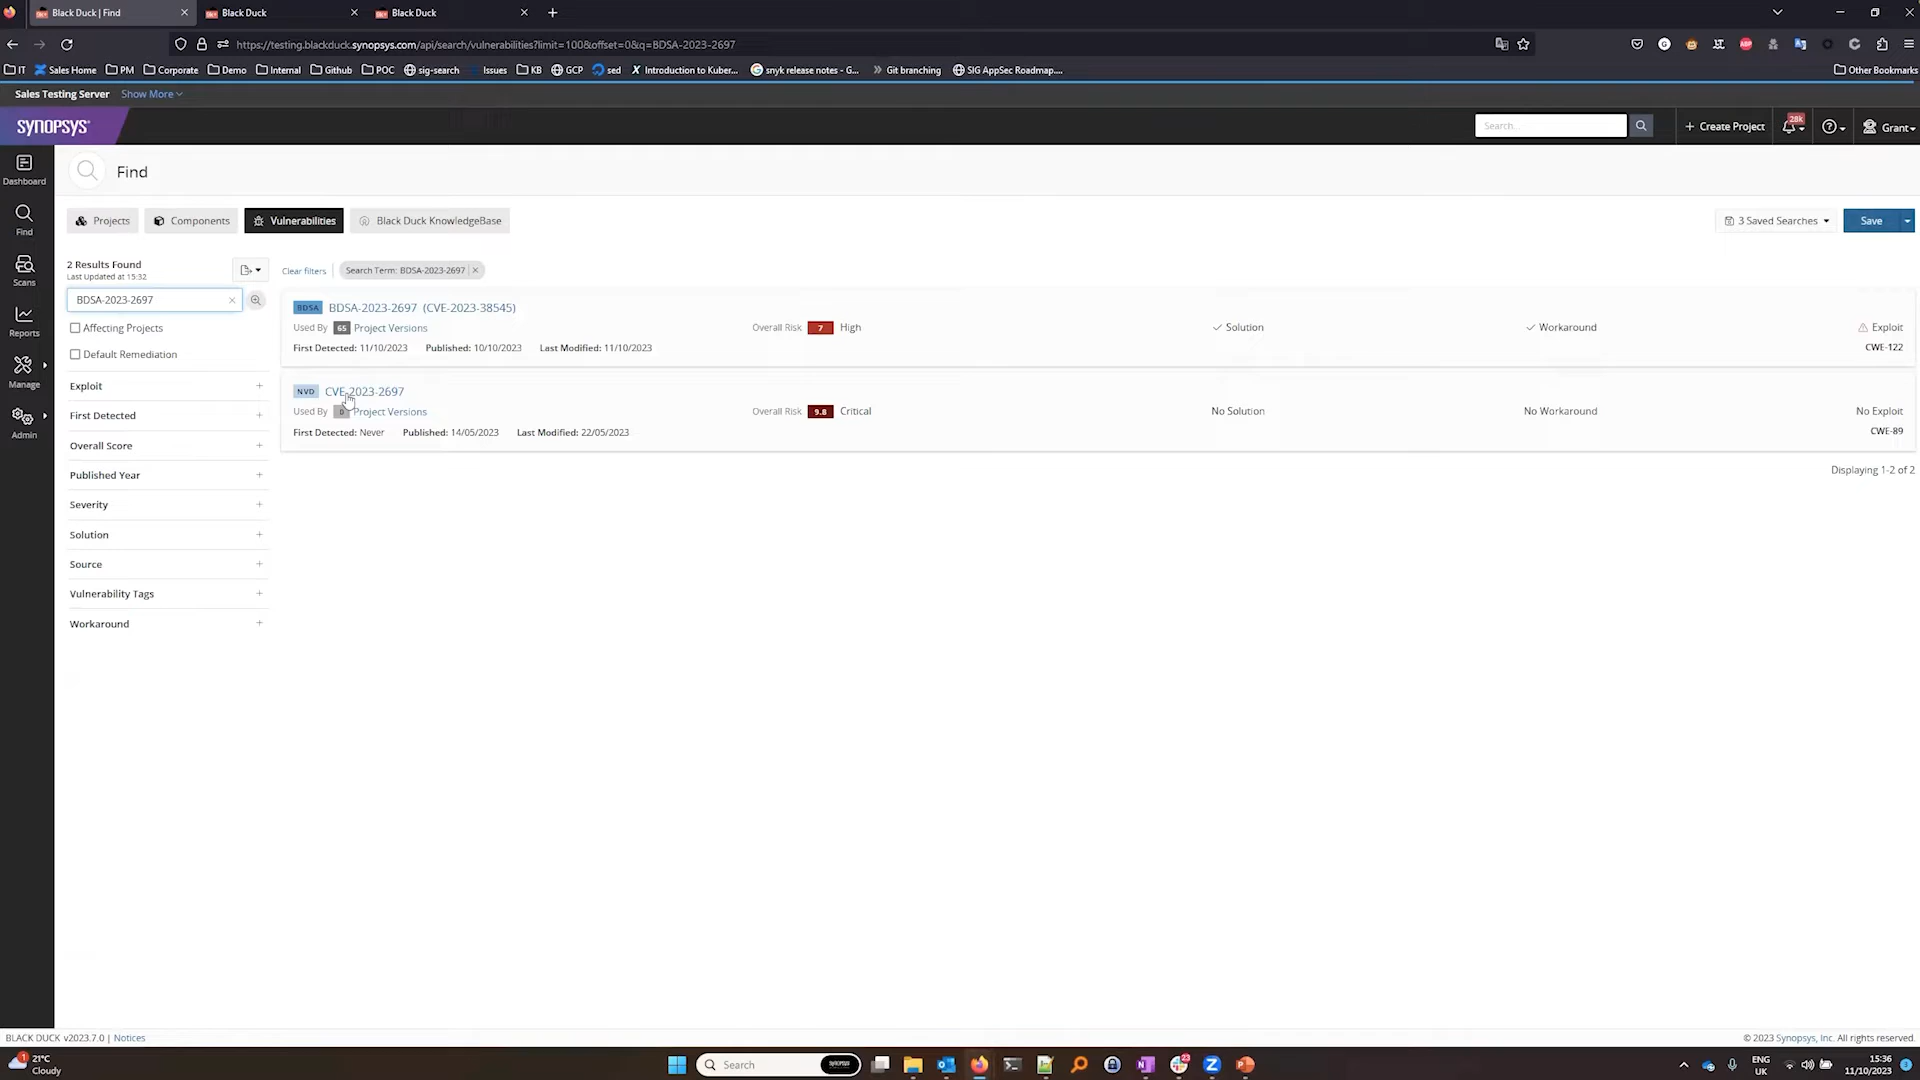 Black Duck | Find
Black Duck
Black Duck
https://testing.blackduck.synopsys.com/api/search/vulnerabilities?limit=100&offset=0&q=BDSA-2023-2697
IT
Sales Home
PM
Corporate
Demo
Internal
Github
POC
sig-search
Issues
KB
GCP
sed
Introduction to Kuber...
snyk release notes - G...
Git branching
SIG AppSec Roadmap,...
Other Bookmarks
Sales Testing Server Show More
SYNOPSYS®
Search...
+ Create Project
28k
Grant
Dashboard
Find
Scans
Reports
Manage
Admin
Find
Projects
Components
Vulnerabilities
Black Duck KnowledgeBase
3 Saved Searches
Save
2 Results Found
Last Updated at 15:32
BDSA-2023-2697
Affecting Projects
Default Remediation
Exploit
First Detected
Overall Score
Published Year
Severity
Solution
Source
Vulnerability Tags
Workaround
Clear filters
Search Term: BDSA-2023-2697
BDSA BDSA-2023-2697 (CVE-2023-38545)
Used By 65 Project Versions Overall Risk 7 High Solution Workaround Exploit
First Detected: 11/10/2023 Published: 10/10/2023 Last Modified: 11/10/2023 CWE-122
NVD CVE-2023-2697
Used By 0 Project Versions Overall Risk 9.8 Critical No Solution No Workaround No Exploit
First Detected: Never Published: 14/05/2023 Last Modified: 22/05/2023 CWE-89
Displaying 1-2 of 2
BLACK DUCK v2023.7.0 | Notices
© 2023 Synopsys, Inc. All rights reserved.
1
21°C
Cloudy
Search
SYNOPSYS
23
ENG
UK
15:36
11/10/2023
3